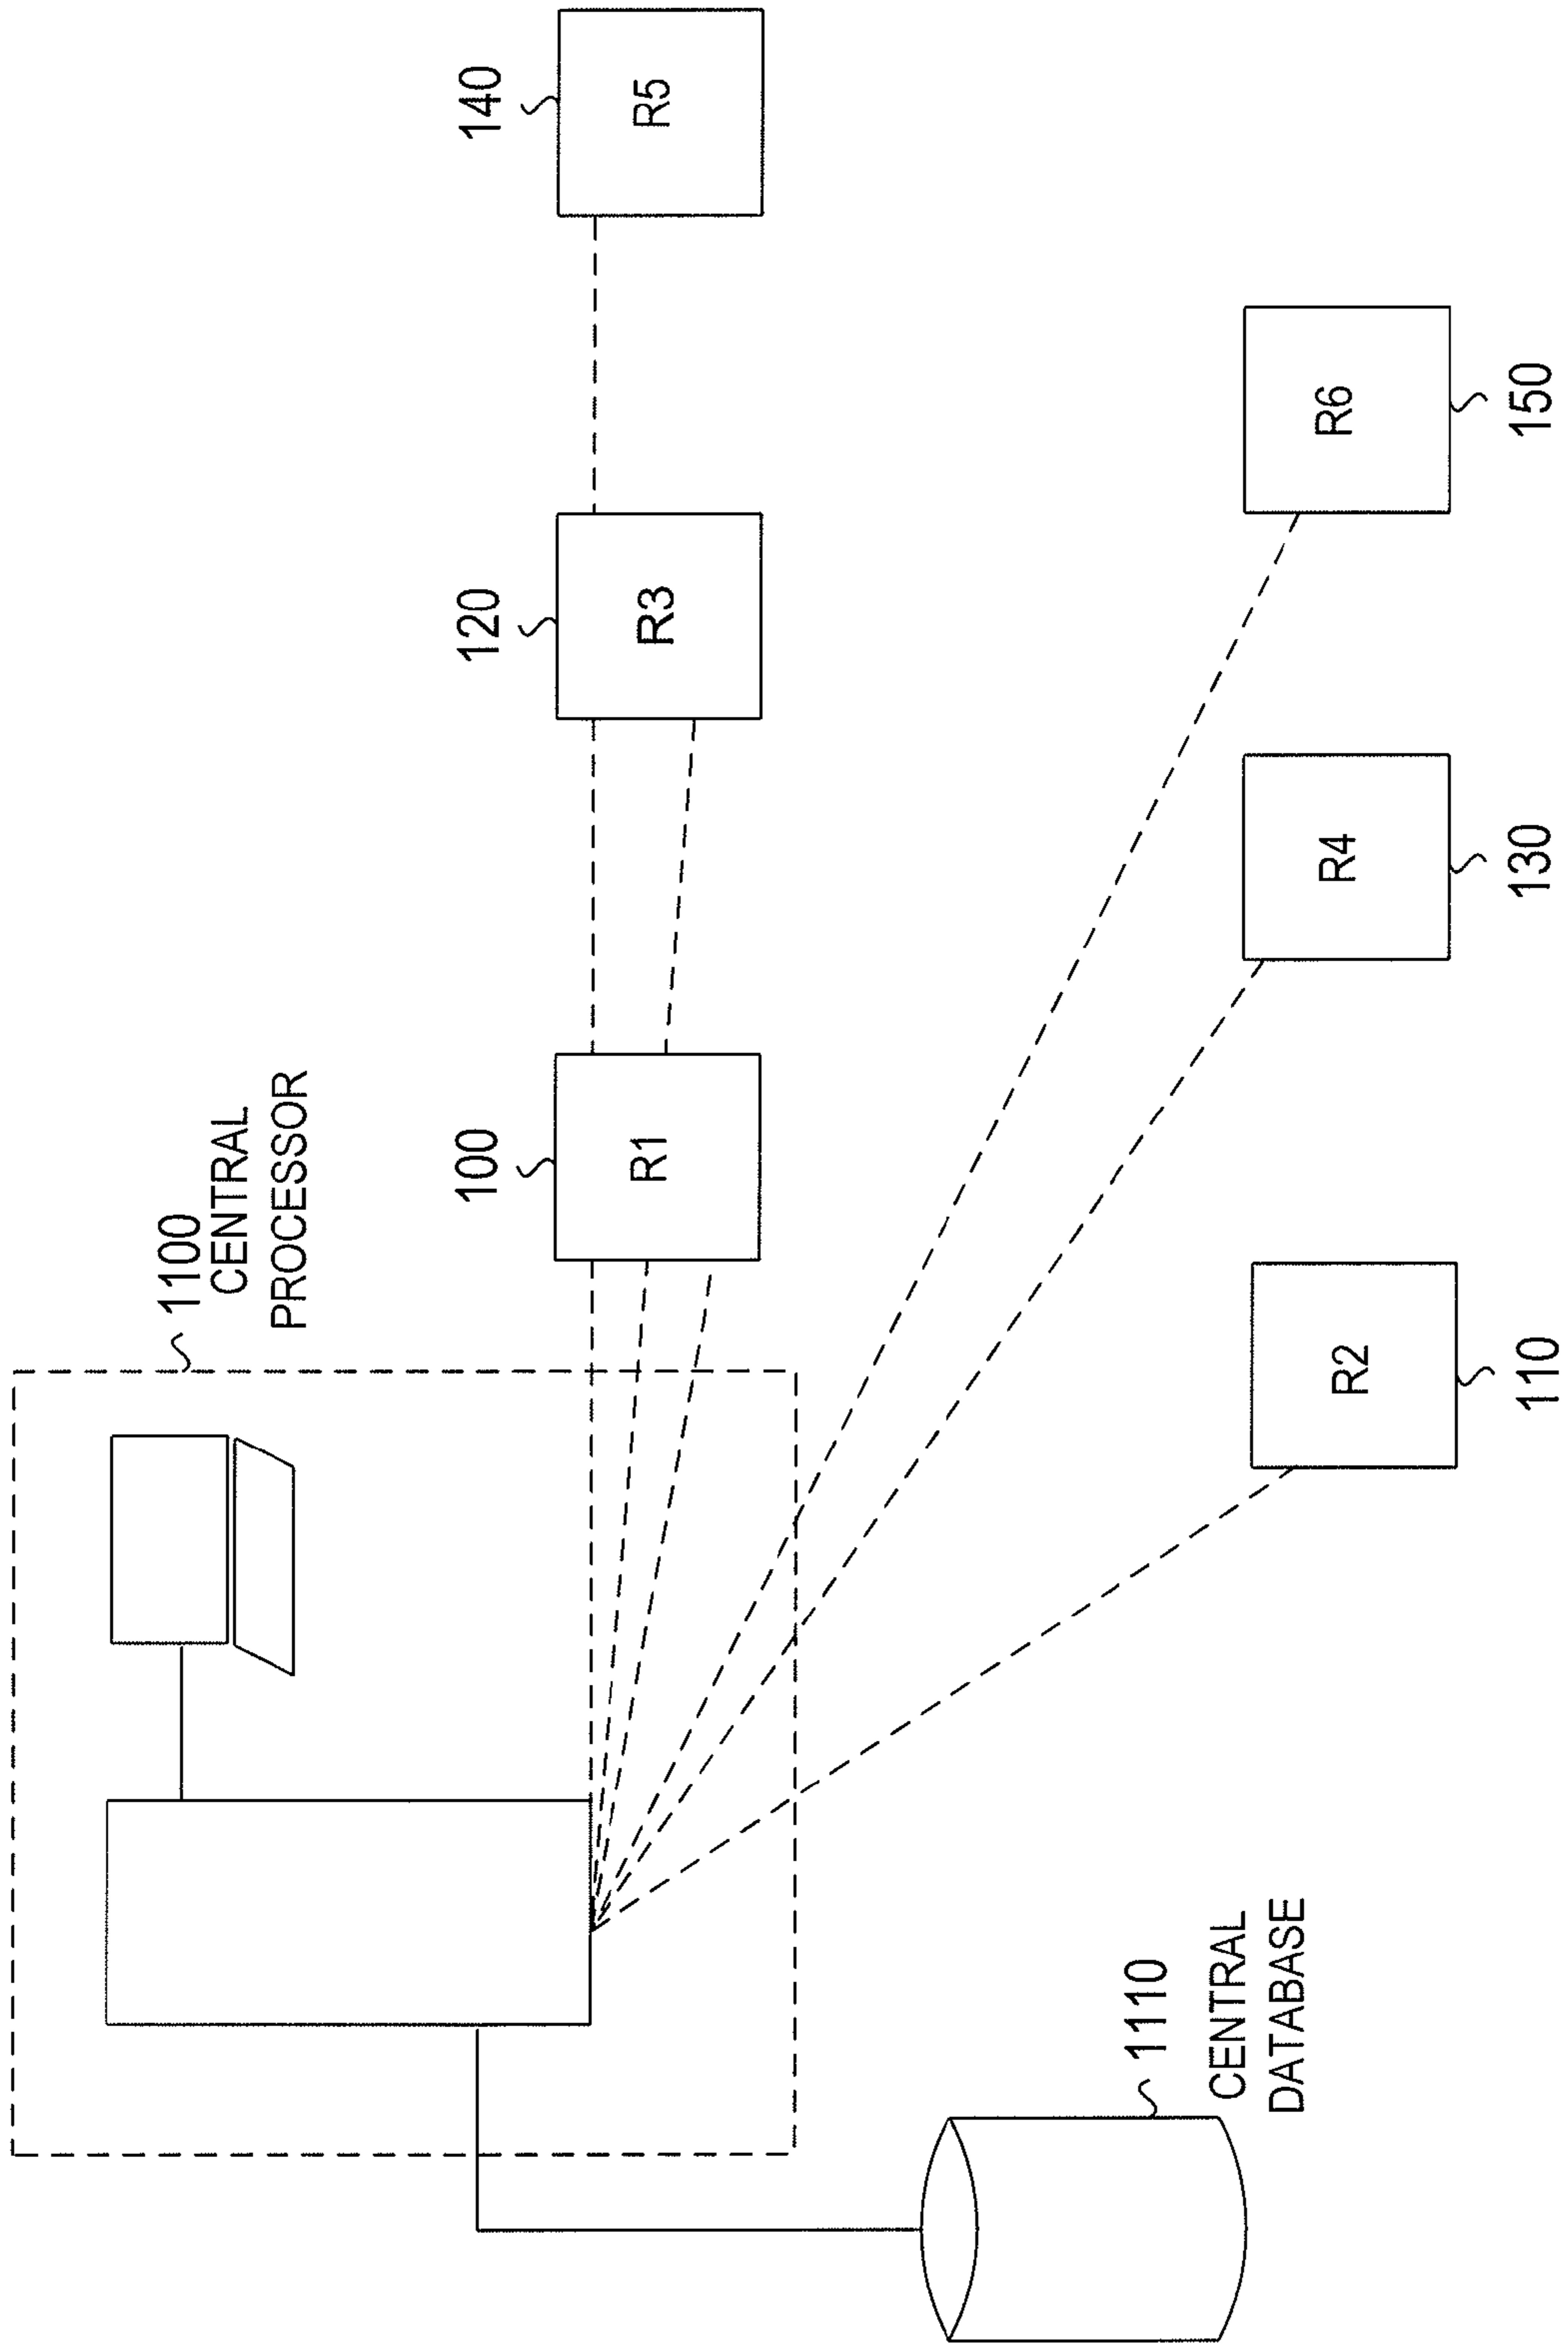 1100
CENTRAL
PROCESSOR
100
R1
120
R3
140
R5
1110
CENTRAL
DATABASE
R2
110
R4
130
R6
150